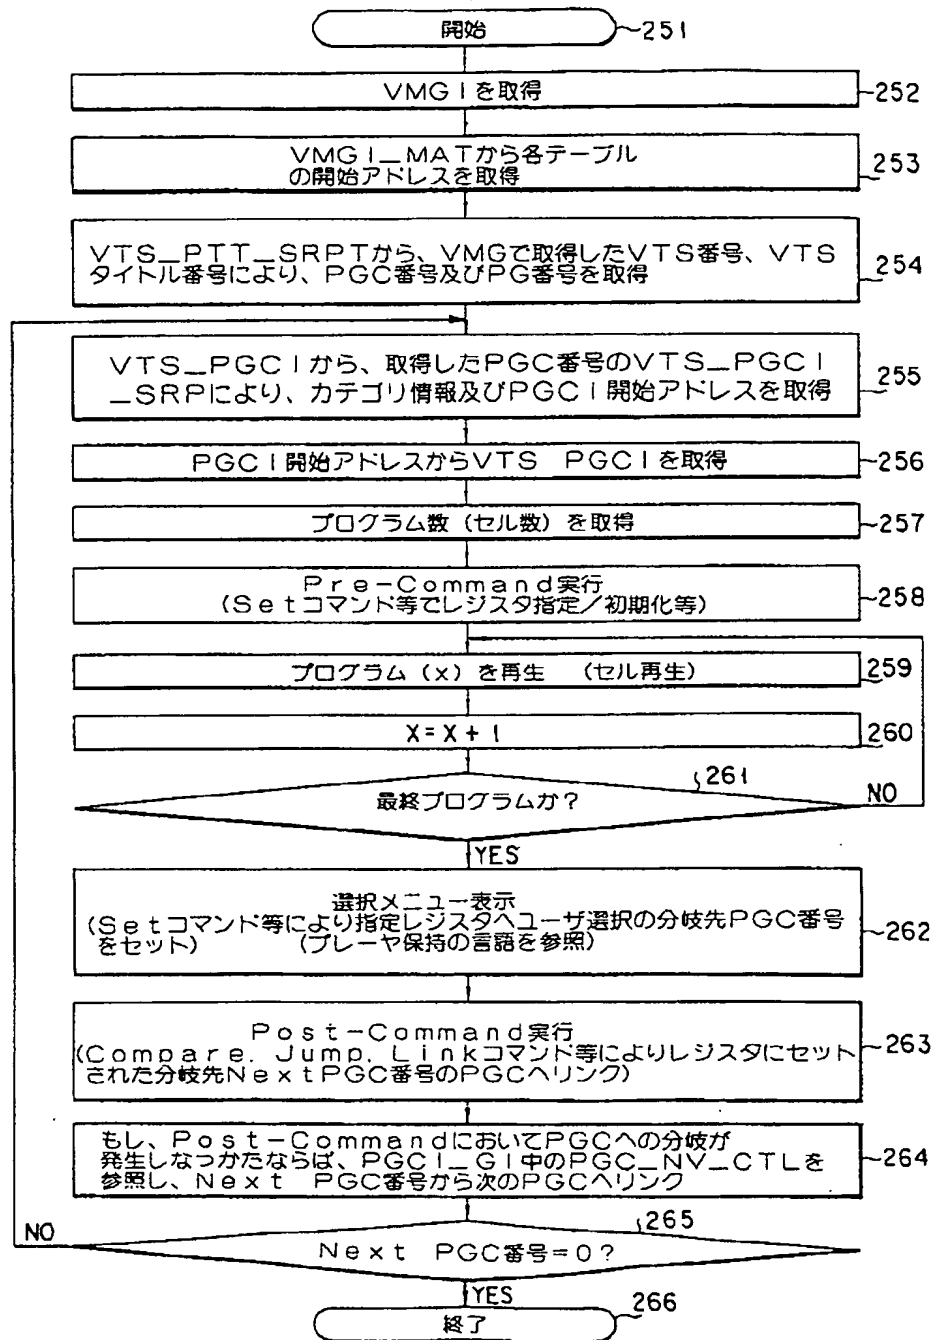 開始
251
VMGIを取得
252
VMGI_MATから各テーブル
の開始アドレスを取得
253
VTS_PTT_SRPTから、VMGで取得したVTS番号、VTS
タイトル番号により、PGC番号及びPG番号を取得
254
VTS_PGCIから、取得したPGC番号のVTS_PGCI
_SRPにより、カテゴリ情報及びPGCI開始アドレスを取得
255
PGCI開始アドレスからVTS PGCIを取得
256
プログラム数(セル数)を取得
257
Pre-Command実行
(Setコマンド等でレジスタ指定/初期化等)
258
プログラム(x)を再生 (セル再生)
259
X=X+1
260
261
最終プログラムか?
NO
YES
選択メニュー表示
(Setコマンド等により指定レジスタへユーザ選択の分岐先PGC番号
をセット) (プレーヤ保持の言語を参照)
262
Post-Command実行
(Compare. Jump. Linkコマンド等によりレジスタにセット
された分岐先NextPGC番号のPGCへリンク)
263
もし、Post-CommandにおいてPGCへの分岐が
発生しなつかたならば、PGCI_GI中のPGC_NV_CTLを
参照し、Next PGC番号から次のPGCへリンク
264
265
NO
Next PGC番号=0?
YES
266
終了